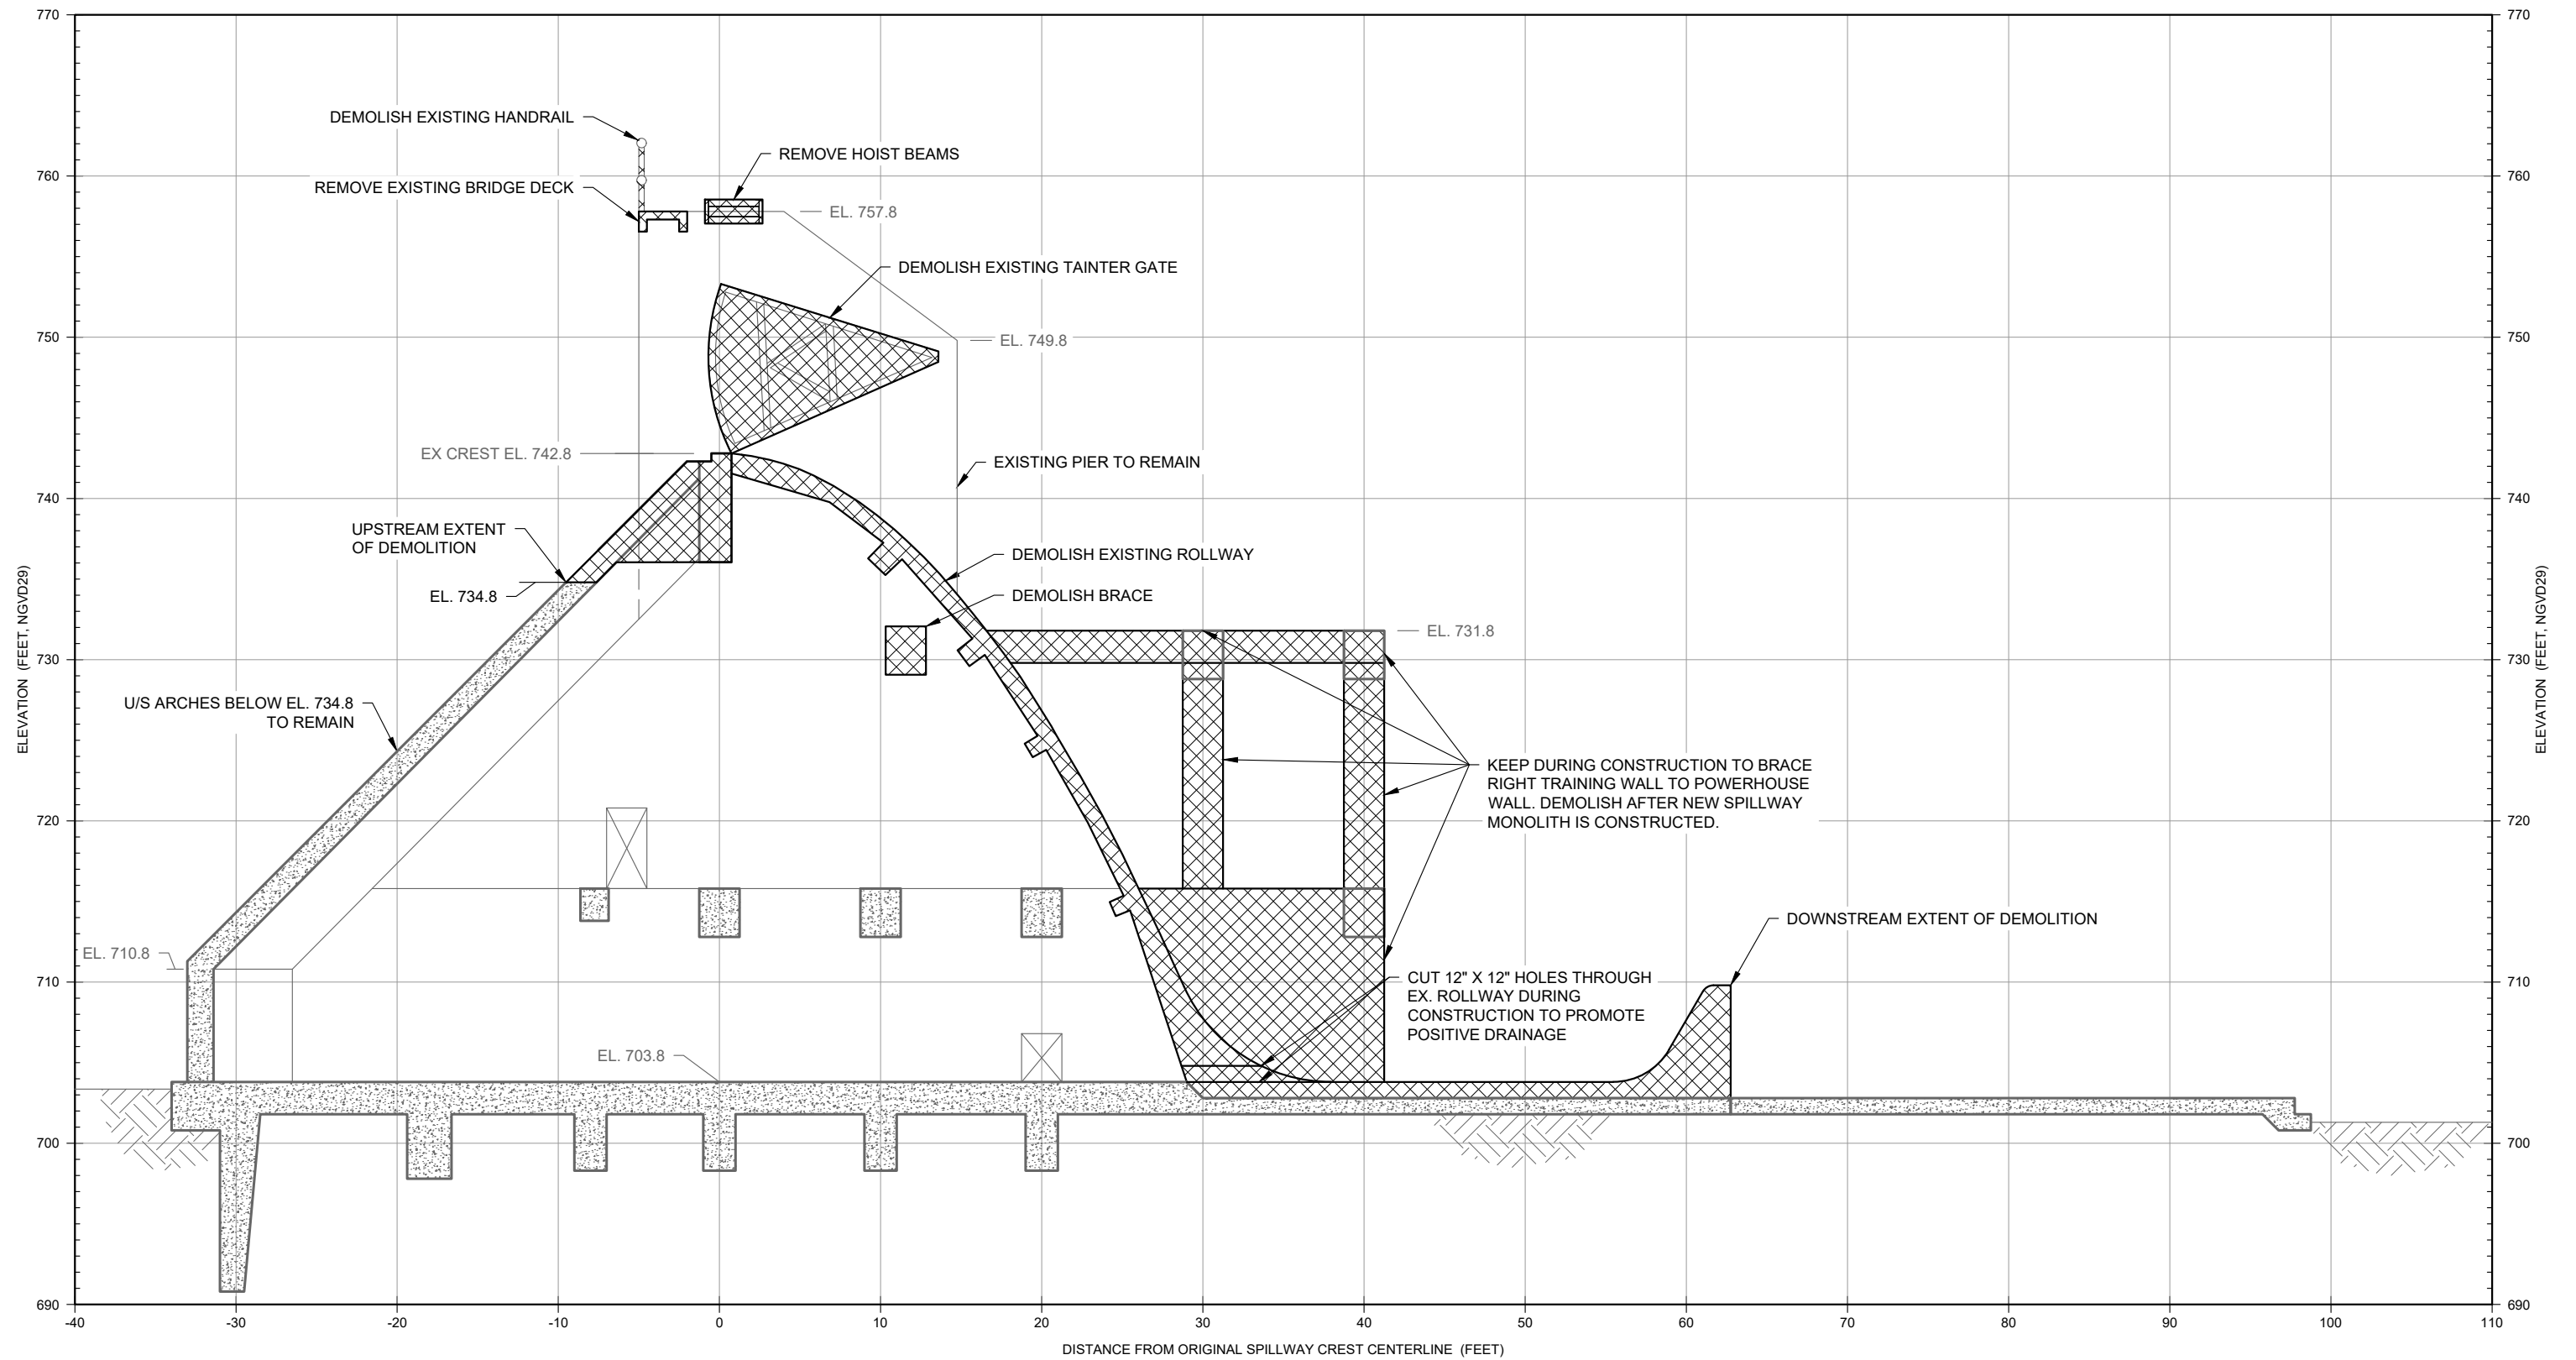 770
770
DEMOLISH EXISTING HANDRAIL
REMOVE HOIST BEAMS
760
REMOVE EXISTING BRIDGE DECK
760
EL. 757.8
DEMOLISH EXISTING TAINTER GATE
750
EL. 749.8
750
EX CREST EL. 742.8
EXISTING PIER TO REMAIN
740
740
UPSTREAM EXTENT
OF DEMOLITION
DEMOLISH EXISTING ROLLWAY
EL. 734.8
DEMOLISH BRACE
EL. 731.8
730
730
ELEVATION (FEET, NGVD29)
ELEVATION (FEET, NGVD29)
U/S ARCHES BELOW EL. 734.8
TO REMAIN
KEEP DURING CONSTRUCTION TO BRACE
RIGHT TRAINING WALL TO POWERHOUSE
WALL. DEMOLISH AFTER NEW SPILLWAY
MONOLITH IS CONSTRUCTED.
720
720
DOWNSTREAM EXTENT OF DEMOLITION
EL. 710.8
710
710
CUT 12" X 12" HOLES THROUGH
EX. ROLLWAY DURING
CONSTRUCTION TO PROMOTE
POSITIVE DRAINAGE
EL. 703.8
700
700
690
690
-40
-30
-20
-10
0
10
20
30
40
50
60
70
80
90
100
110
DISTANCE FROM ORIGINAL SPILLWAY CREST CENTERLINE (FEET)